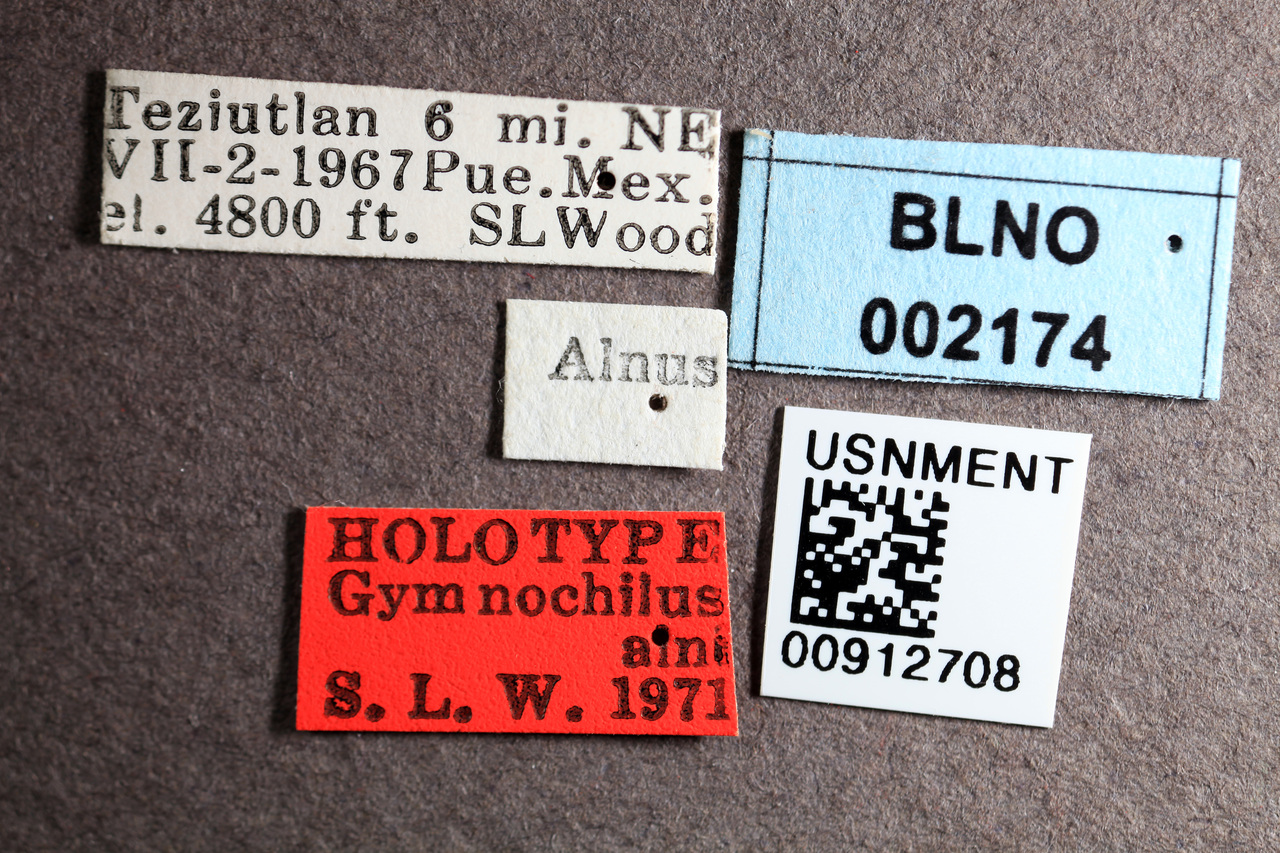 Teziutlan 6 mi. NE
VII-2-1967 Pue. Mex.
el. 4800 ft. SLWood
BLNO
002174
Alnus
USNMENT
00912708
HOLOTYPE
Gymnochilus
alni
S. L. W. 1971